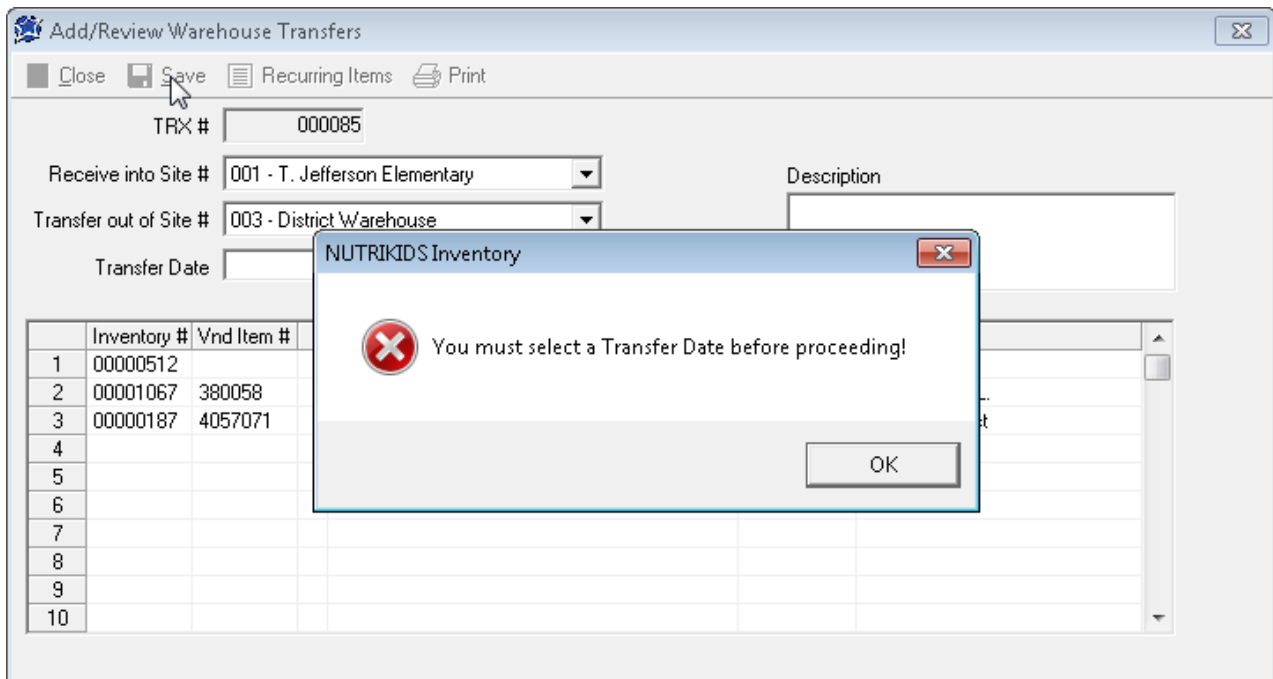 Add/Review Warehouse Transfers
Close Save Recurring Items Print
TRX # 000085
Receive into Site # 001 - T. Jefferson Elementary
Description
Transfer out of Site # 003 - District Warehouse
Transfer Date
NUTRIKIDS Inventory
You must select a Transfer Date before proceeding!
OK
Inventory # Vnd Item #
1 00000512
2 00001067 380058
3 00000187 4057071
4
5
6
7
8
9
10